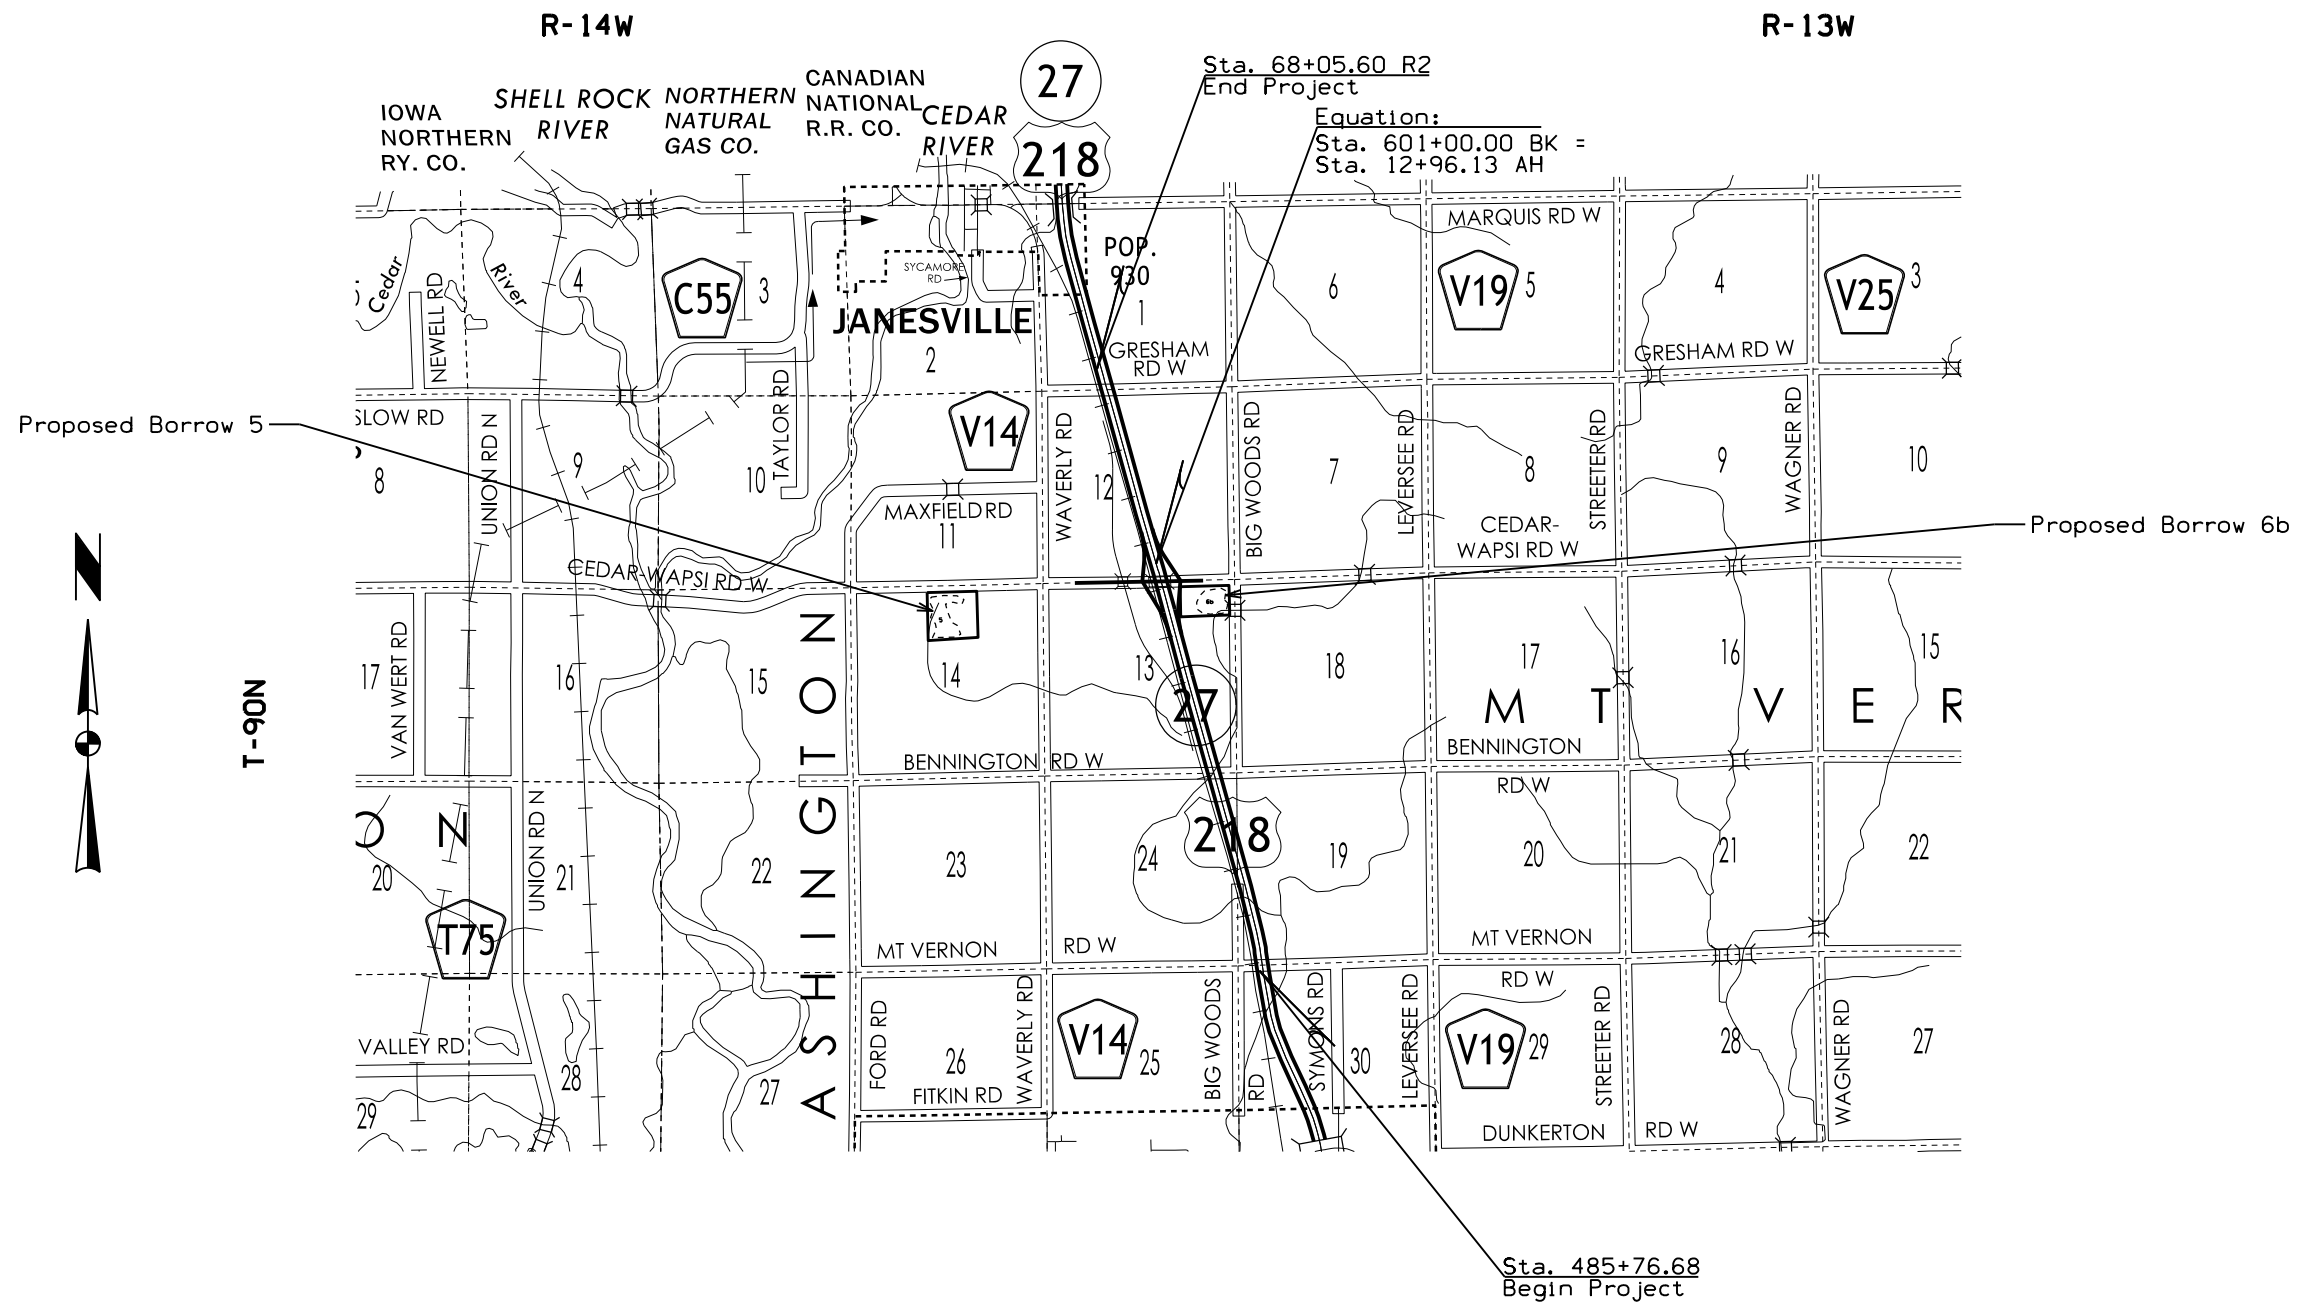 R-14W
R-13W
27
Sta. 68+05.60 R2
End Project
CANADIAN
NATIONAL
R.R. CO.
SHELL ROCK
RIVER
NORTHERN
NATURAL
GAS CO.
IOWA
NORTHERN
RY. CO.
CEDAR
RIVER
218
Equation:
Sta. 601+00.00 BK =
Sta. 12+96.13 AH
MARQUIS RD W
POP.
930
Cedar
River
NEWELL RD
4
C55
3
SYCAMORE
RD
JANESVILLE
1
6
V19
5
4
V25
3
2
GRESHAM
RD W
GRESHAM RD W
TAYLOR RD
Proposed Borrow 5
SLOW RD
UNION RD N
V14
WAVERLY RD
BIG WOODS RD
LEVERSEE RD
STREETER RD
WAGNER RD
8
9
10
12
7
8
9
10
MAXFIELD RD
11
CEDAR-
WAPSI RD W
Proposed Borrow 6b
N
CEDAR-WAPSI RD W
5
6b
T-90N
VAN WERT RD
17
16
15
14
13
18
17
16
15
27
MT VER
BENNINGTON RD W
BENNINGTON
RD W
WASHINGTON
ON
UNION RD N
218
20
21
22
23
24
19
20
21
22
T75
MT VERNON RD W
MT VERNON
RD W
FORD RD
WAVERLY RD
BIG WOODS
RD
SYMONS RD
LEVERSEE RD
STREETER RD
WAGNER RD
V14
V19
VALLEY RD
28
27
26
25
30
29
28
27
29
FITKIN RD
DUNKERTON RD W
Sta. 485+76.68
Begin Project